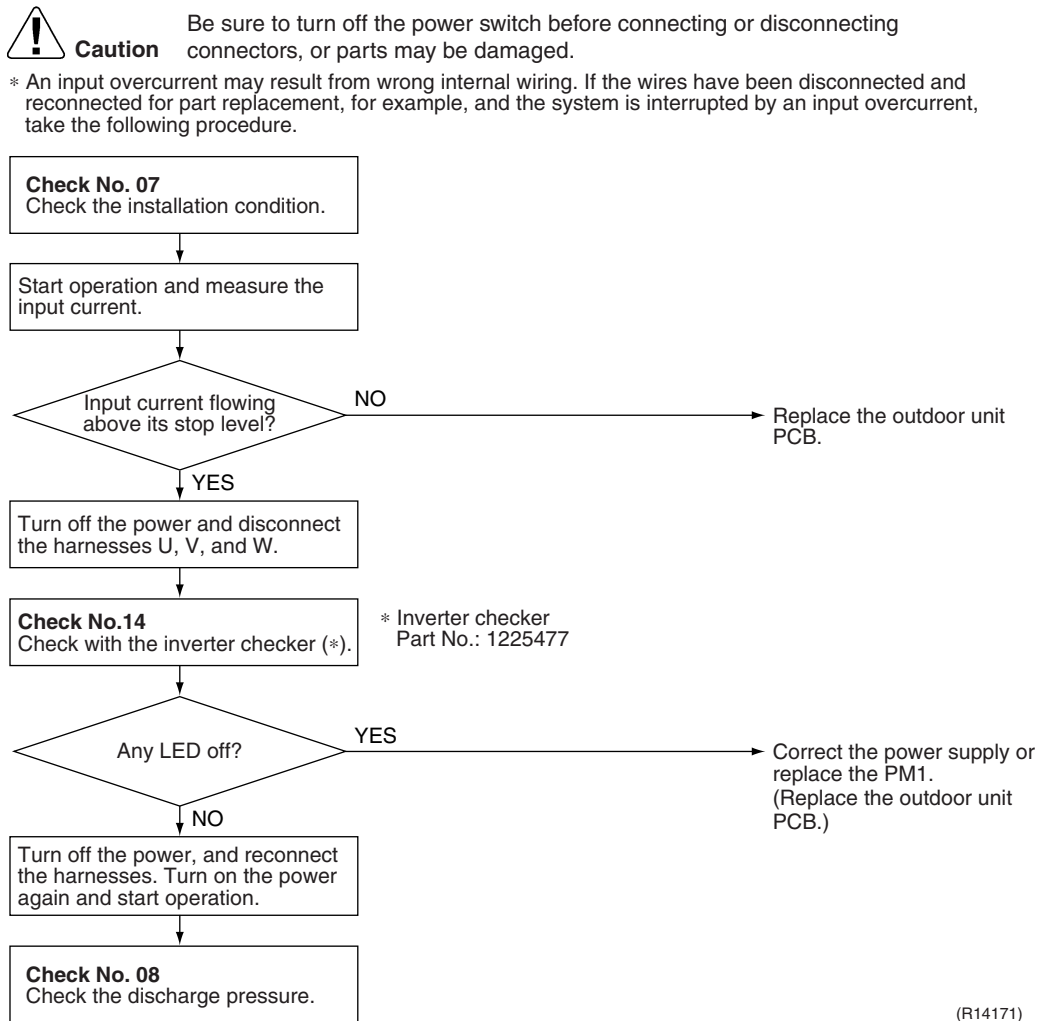 Caution
Be sure to turn off the power switch before connecting or disconnecting
connectors, or parts may be damaged.
* An input overcurrent may result from wrong internal wiring. If the wires have been disconnected and
reconnected for part replacement, for example, and the system is interrupted by an input overcurrent,
take the following procedure.
Check No. 07
Check the installation condition.
Start operation and measure the
input current.
Input current flowing
above its stop level?
NO
Replace the outdoor unit
PCB.
YES
Turn off the power and disconnect
the harnesses U, V, and W.
Check No.14
Check with the inverter checker (*).
* Inverter checker
Part No.: 1225477
Any LED off?
YES
Correct the power supply or
replace the PM1.
(Replace the outdoor unit
PCB.)
NO
Turn off the power, and reconnect
the harnesses. Turn on the power
again and start operation.
Check No. 08
Check the discharge pressure.
(R14171)